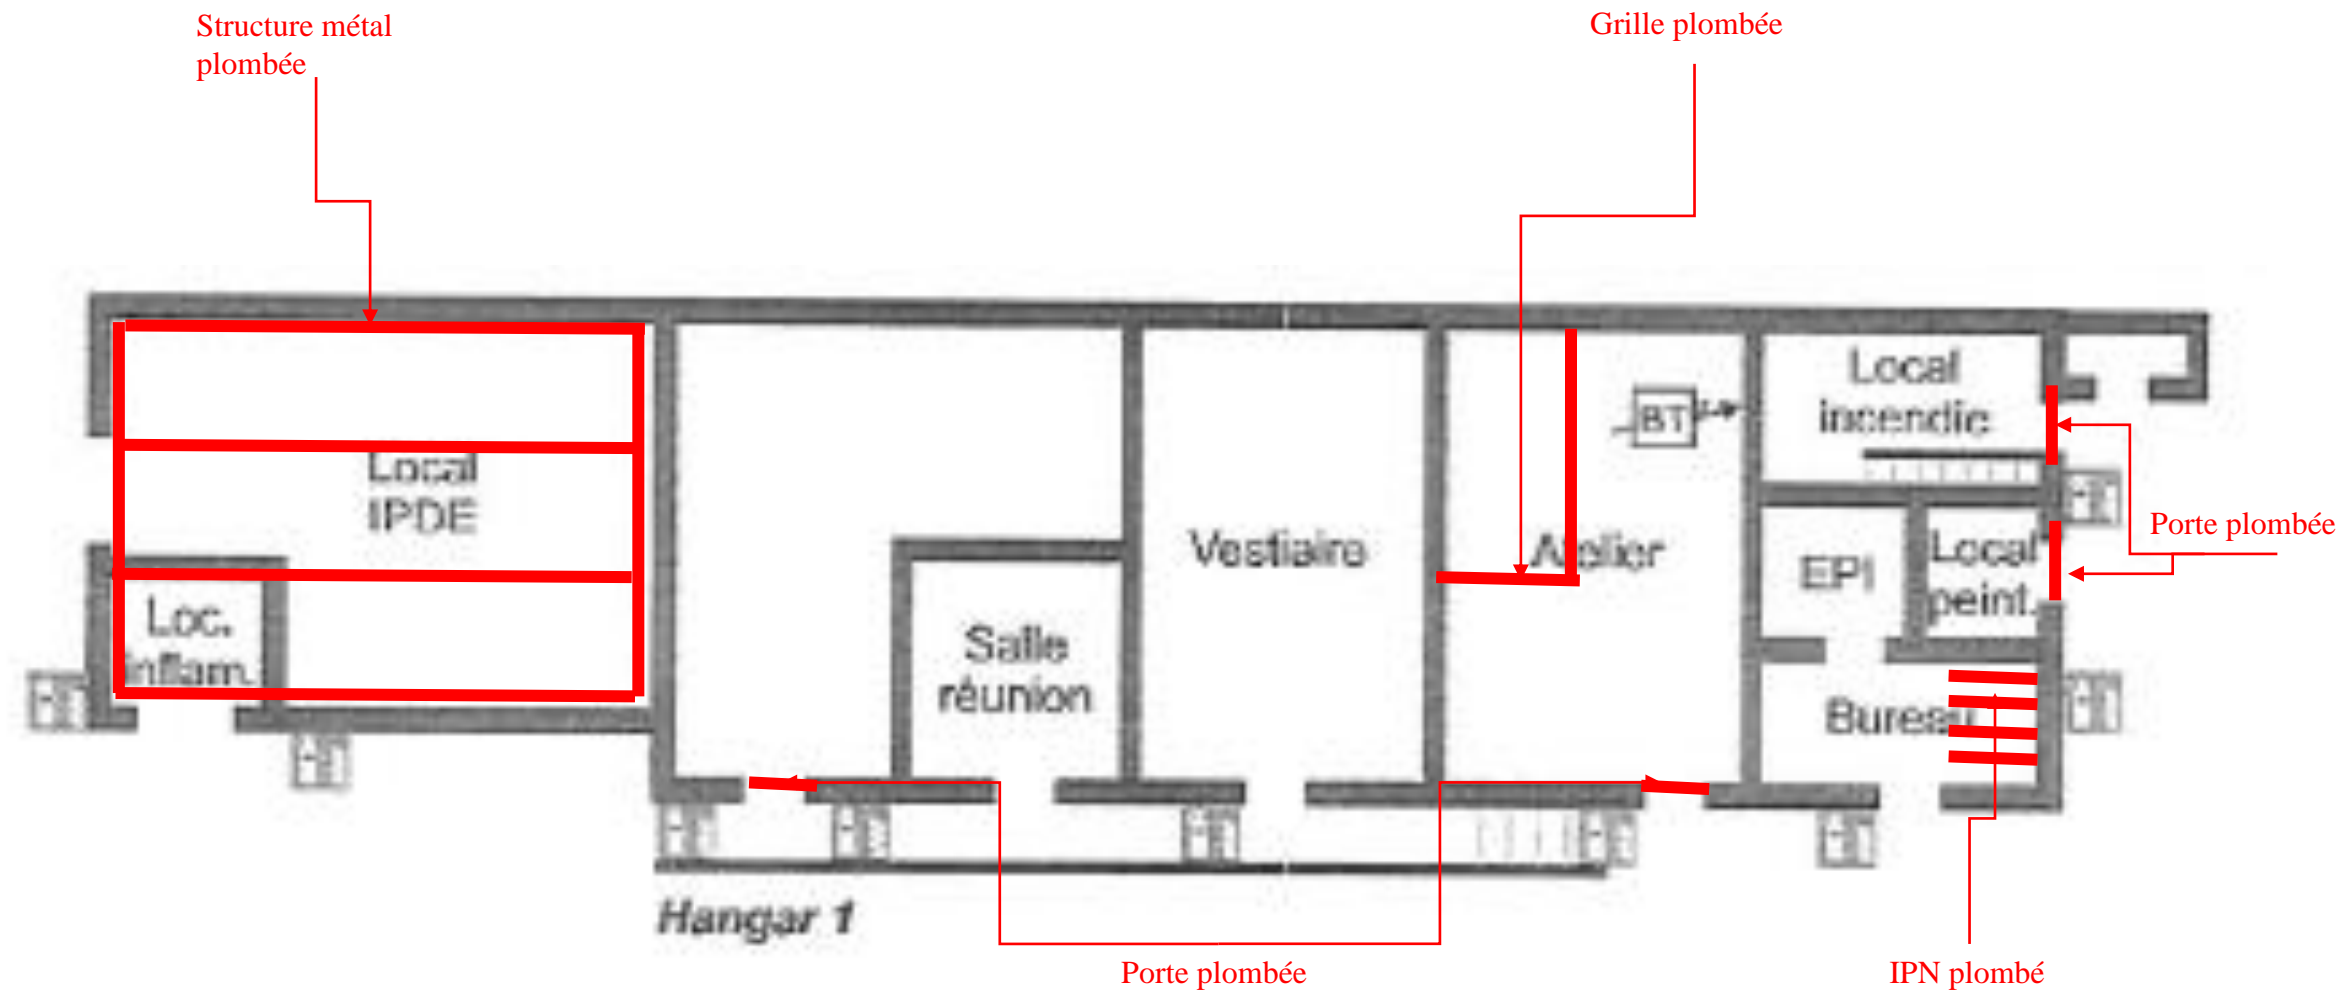 Structure métal
plombée
Grille plombée
Local
incendie
BT
Local
IPDE
Porte plombée
Vestiaire
Atelier
EPI
Local
peint.
Loc.
inflam.
Salle
réunion
Bureau
Hangar 1
Porte plombée
IPN plombé